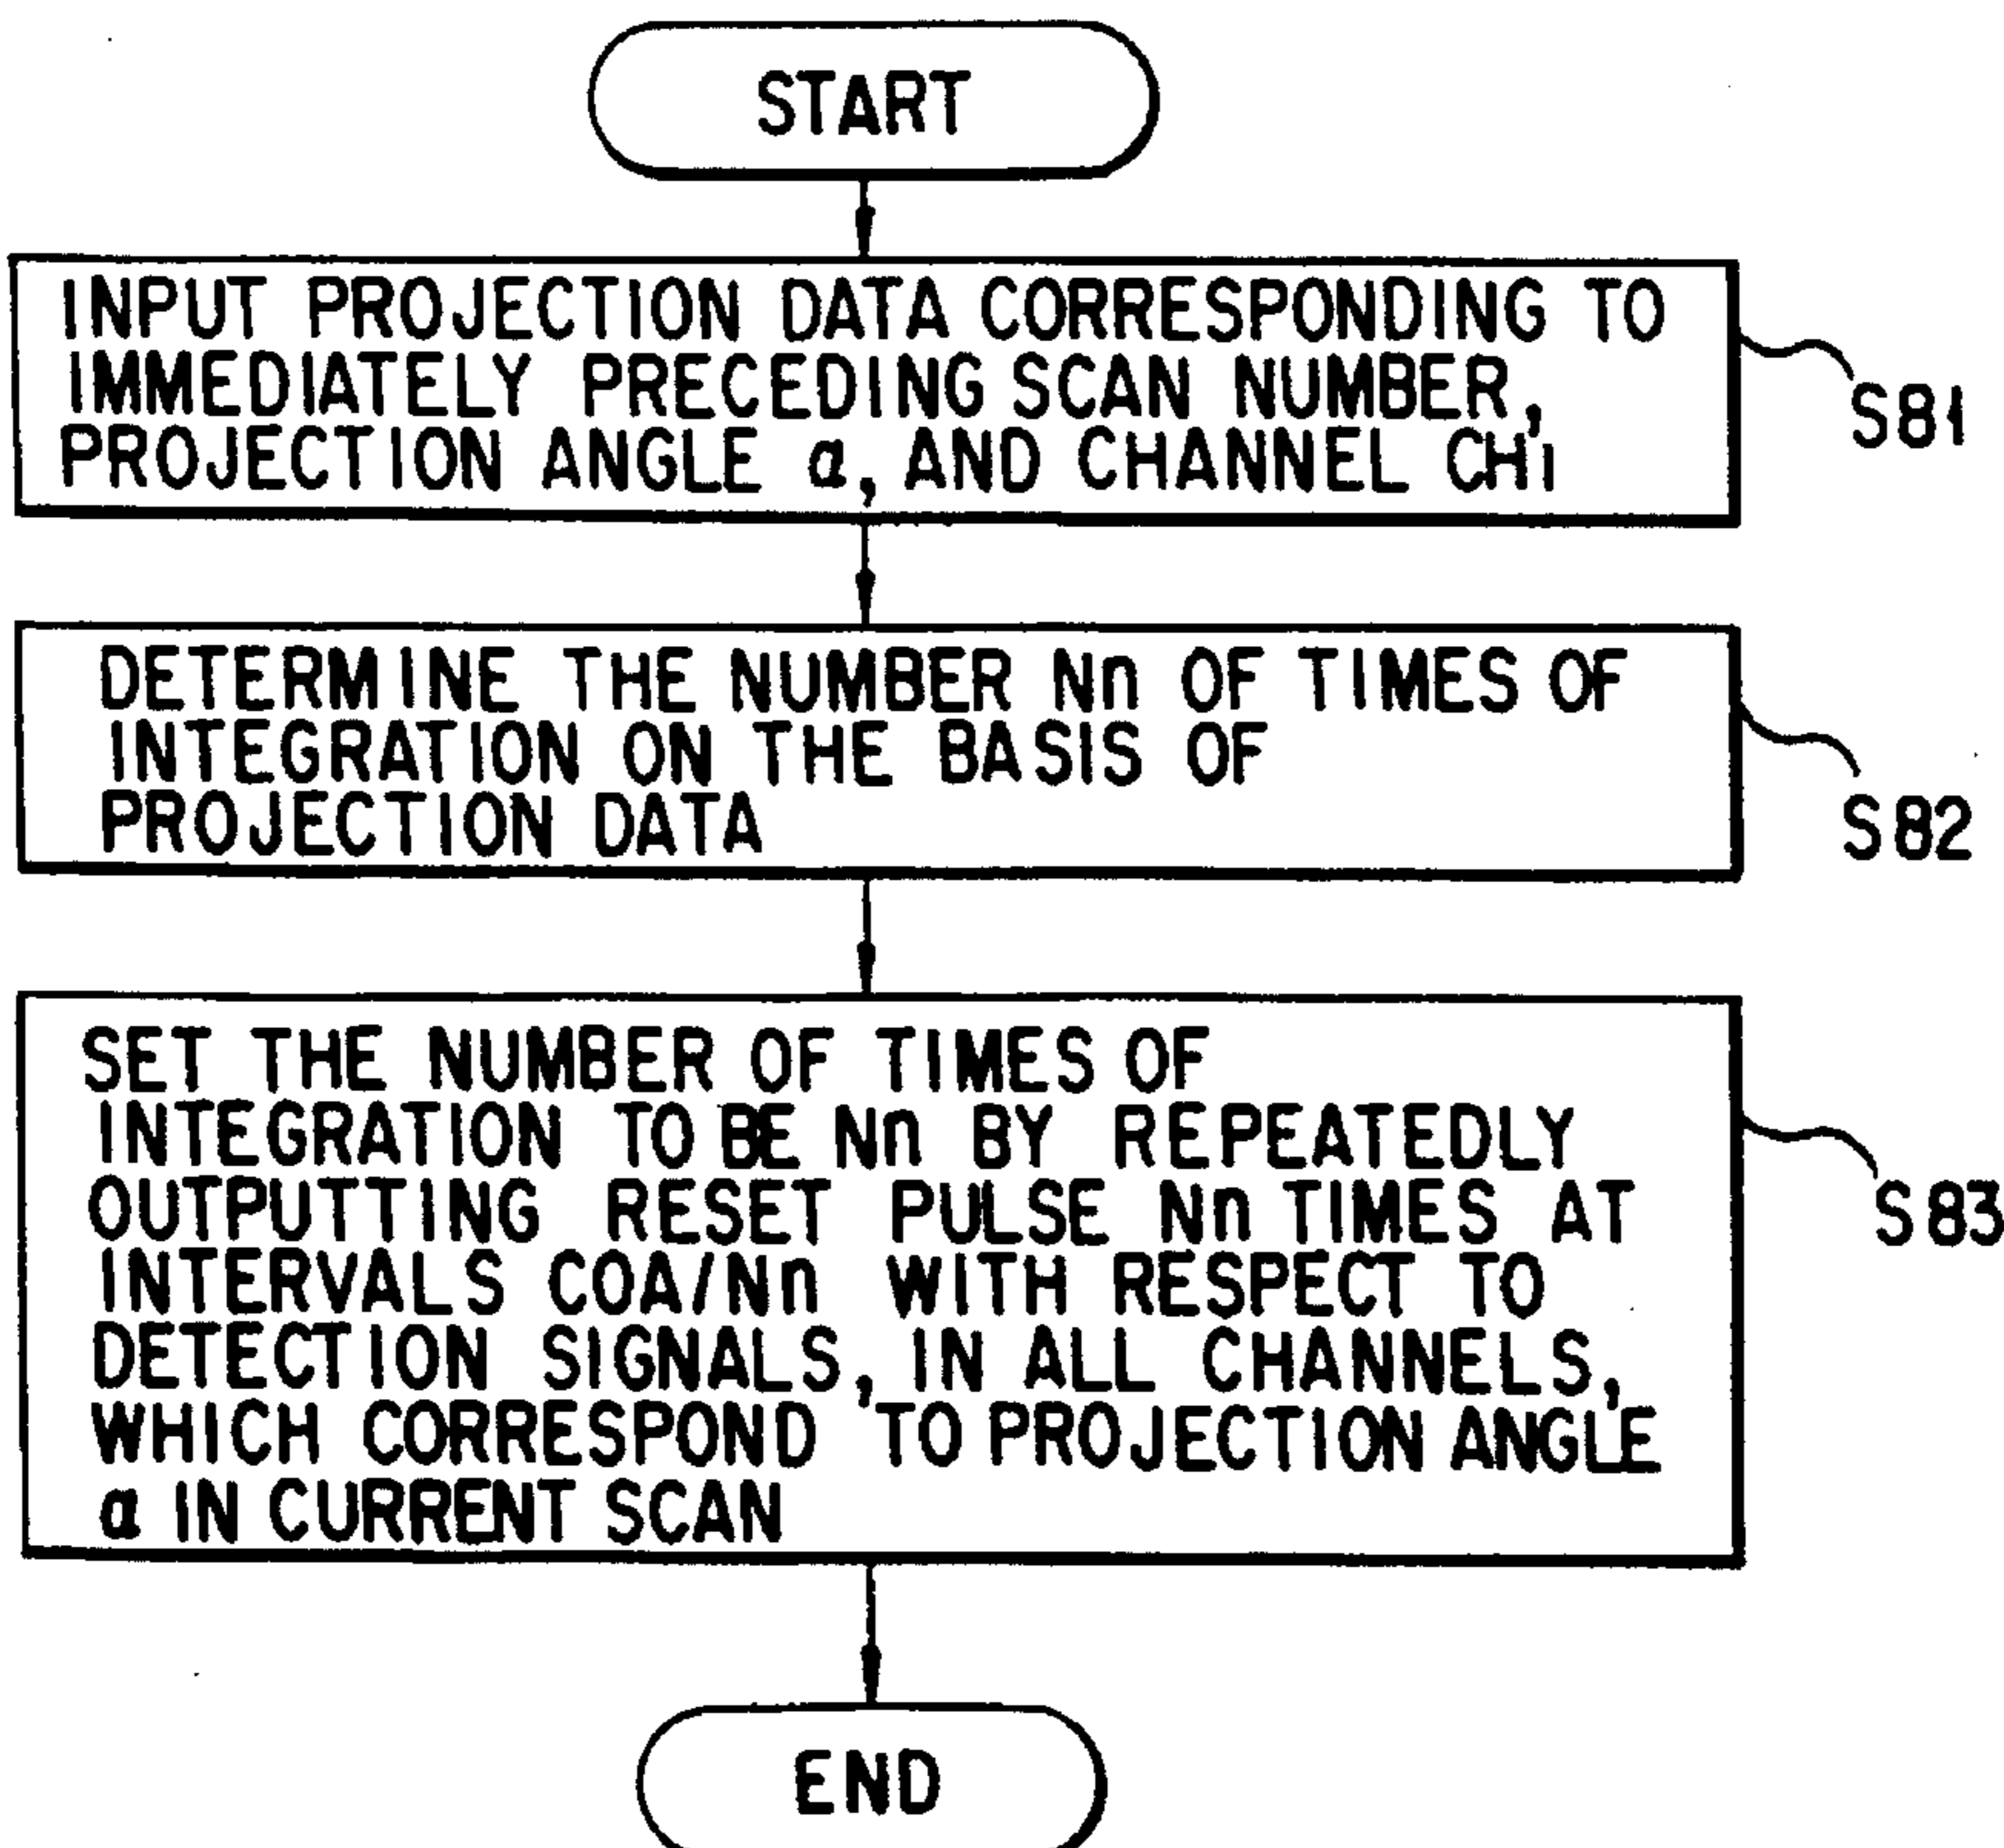 START
INPUT PROJECTION DATA CORRESPONDING TO
IMMEDIATELY PRECEDING SCAN NUMBER,
PROJECTION ANGLE α, AND CHANNEL CHi
S81
DETERMINE THE NUMBER Nn OF TIMES OF
INTEGRATION ON THE BASIS OF
PROJECTION DATA
S82
SET THE NUMBER OF TIMES OF
INTEGRATION TO BE Nn BY REPEATEDLY
OUTPUTTING RESET PULSE Nn TIMES AT
INTERVALS COA/Nn WITH RESPECT TO
DETECTION SIGNALS, IN ALL CHANNELS,
WHICH CORRESPOND TO PROJECTION ANGLE
α IN CURRENT SCAN
S83
END